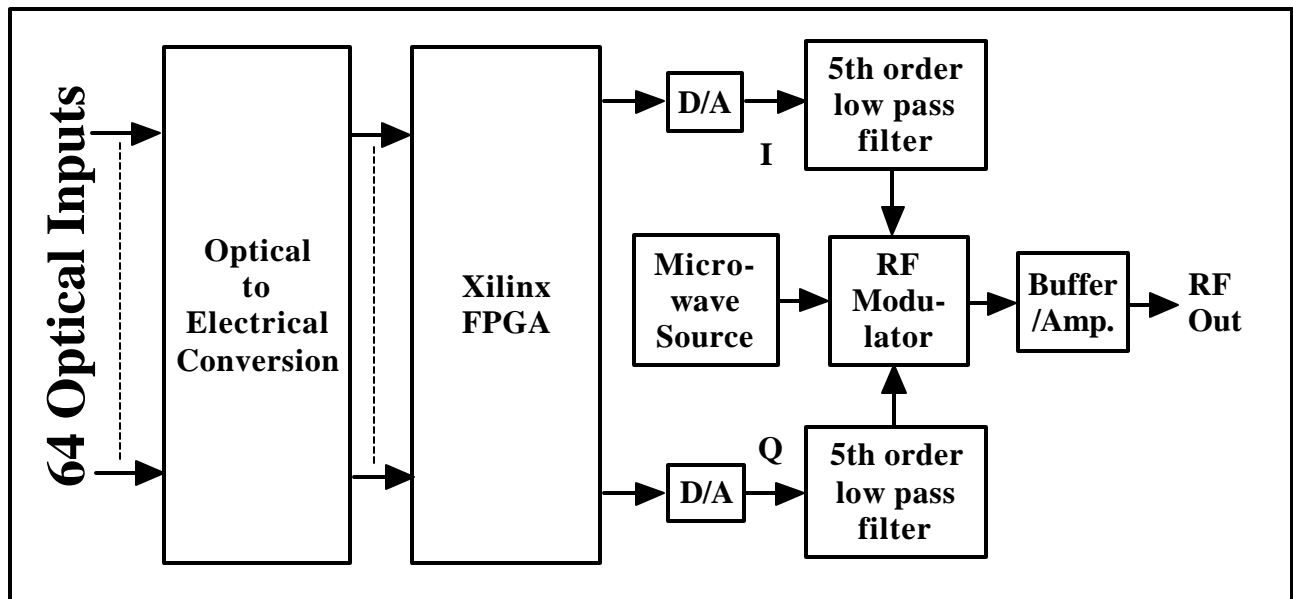 64 Optical Inputs
Optical
to
Electrical
Conversion
Xilinx
FPGA
D/A
I
5th order
low pass
filter
Micro-
wave
Source
RF
Modu-
lator
Buffer
/Amp.
RF
Out
D/A
Q
5th order
low pass
filter